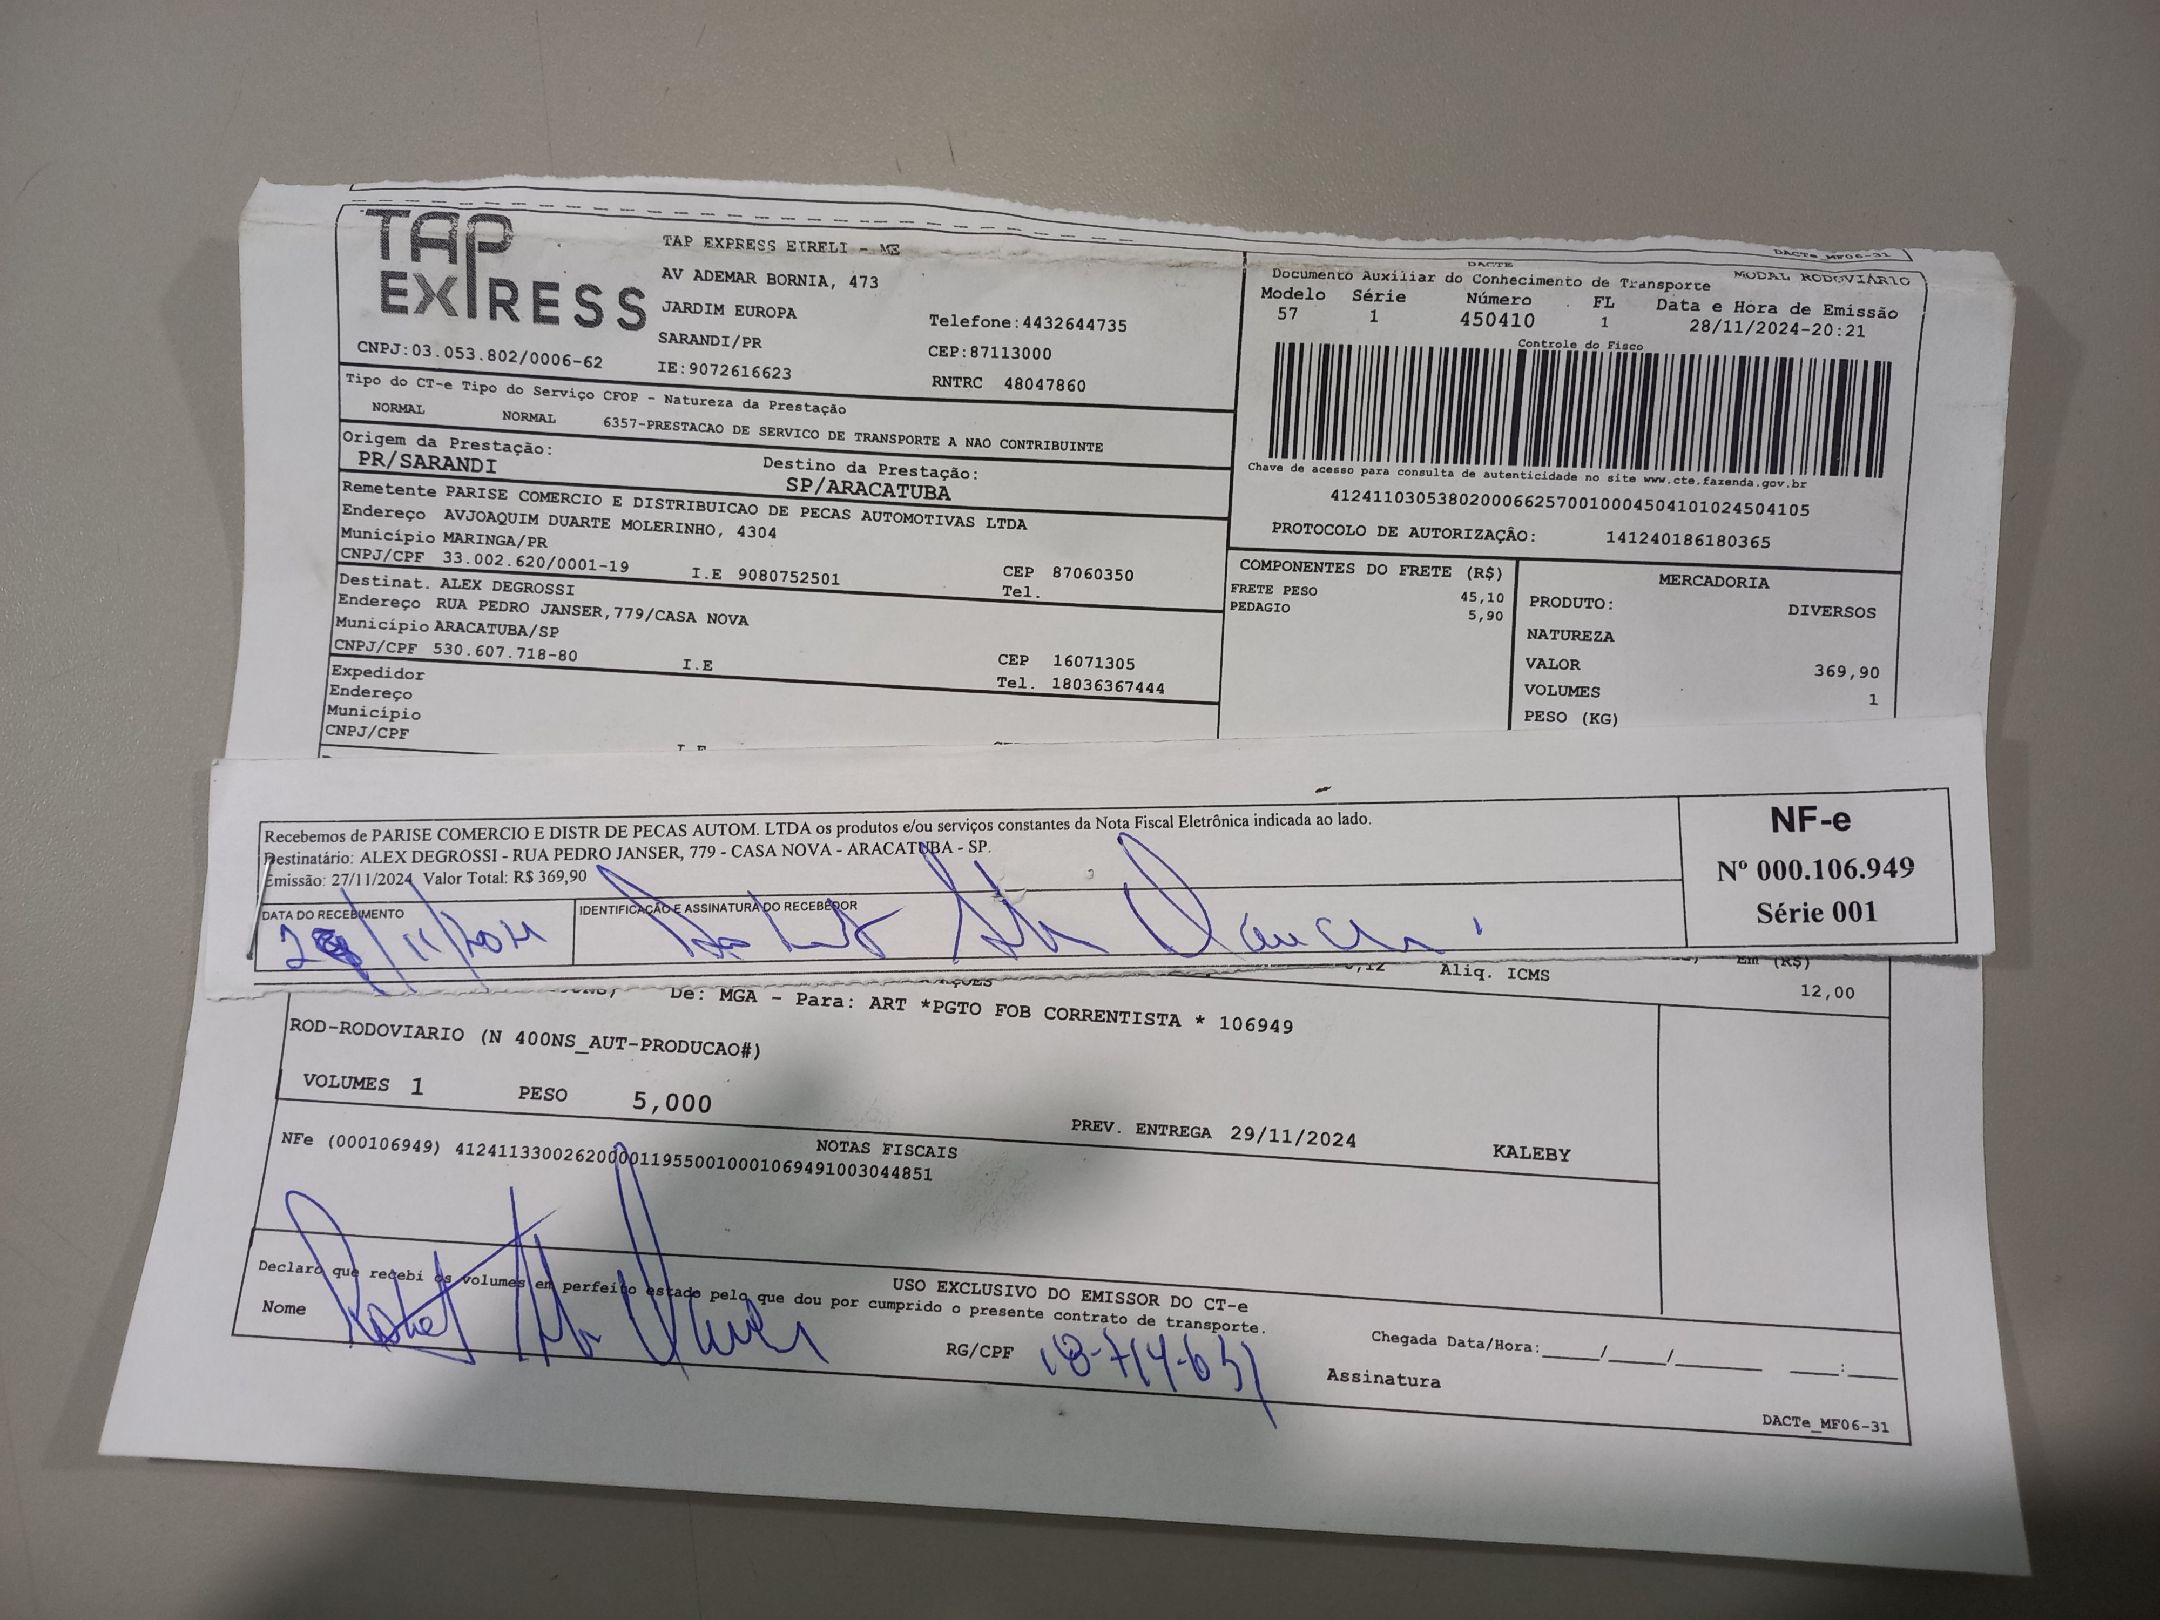 DACTe_MF06-31
TAP EXPRESS
TAP EXPRESS EIRELI - ME
AV ADEMAR BORNIA, 473
JARDIM EUROPA
SARANDI/PR
IE:9072616623
Telefone:4432644735
CEP:87113000
RNTRC 48047860
CNPJ:03.053.802/0006-62
DACTE
MODAL RODOVIÁRIO
Documento Auxiliar do Conhecimento de Transporte
Modelo Série Número FL Data e Hora de Emissão
57 1 450410 1 28/11/2024-20:21
Controle do Fisco
Chave de acesso para consulta de autenticidade no site www.cte.fazenda.gov.br
41241103053802000662570010004504101024504105
PROTOCOLO DE AUTORIZAÇÃO: 141240186180365
Tipo do CT-e Tipo do Serviço CFOP - Natureza da Prestação
NORMAL NORMAL 6357-PRESTACAO DE SERVICO DE TRANSPORTE A NAO CONTRIBUINTE
Origem da Prestação: Destino da Prestação:
PR/SARANDI SP/ARACATUBA
Remetente PARISE COMERCIO E DISTRIBUICAO DE PECAS AUTOMOTIVAS LTDA
Endereço AVJOAQUIM DUARTE MOLERINHO, 4304
Município MARINGA/PR CEP 87060350
CNPJ/CPF 33.002.620/0001-19 I.E 9080752501 Tel.
Destinat. ALEX DEGROSSI
Endereço RUA PEDRO JANSER,779/CASA NOVA
Município ARACATUBA/SP CEP 16071305
CNPJ/CPF 530.607.718-80 I.E Tel. 18036367444
Expedidor
Endereço
Município
CNPJ/CPF I.E
COMPONENTES DO FRETE (R$)
FRETE PESO 45,10
PEDAGIO 5,90
MERCADORIA
PRODUTO: DIVERSOS
NATUREZA
VALOR 369,90
VOLUMES 1
PESO (KG)
Recebemos de PARISE COMERCIO E DISTR DE PECAS AUTOM. LTDA os produtos e/ou serviços constantes da Nota Fiscal Eletrônica indicada ao lado.
Destinatário: ALEX DEGROSSI - RUA PEDRO JANSER, 779 - CASA NOVA - ARACATUBA - SP.
Emissão: 27/11/2024 Valor Total: R$ 369,90
DATA DO RECEBIMENTO
IDENTIFICAÇÃO E ASSINATURA DO RECEBEDOR
NF-e
Nº 000.106.949
Série 001
Aliq. ICMS
Em (R$)
12,00
De: MGA - Para: ART *PGTO FOB CORRENTISTA * 106949
ROD-RODOVIARIO (N 400NS_AUT-PRODUCAO#)
VOLUMES 1 PESO 5,000
PREV. ENTREGA 29/11/2024 KALEBY
NOTAS FISCAIS
NFe (000106949) 41241133002620000119550010001069491003044851
USO EXCLUSIVO DO EMISSOR DO CT-e
Declaro que recebi os volumes em perfeito estado pelo que dou por cumprido o presente contrato de transporte.
Nome RG/CPF
Chegada Data/Hora:____/____/______ ____:____
Assinatura
DACTe_MF06-31